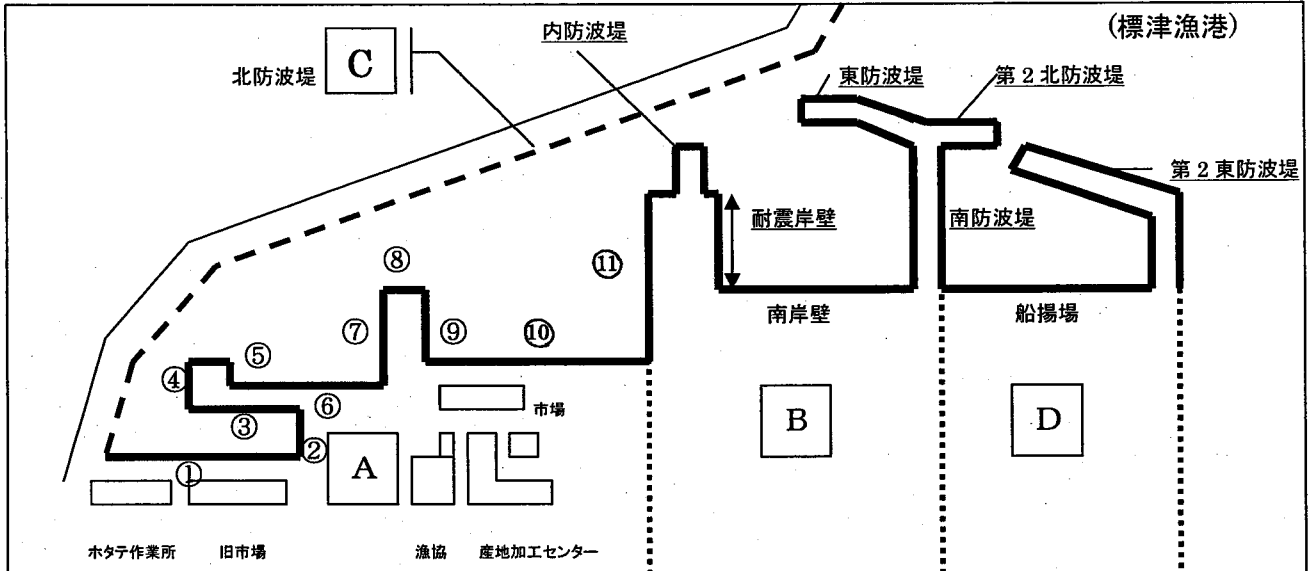 (標津漁港)
内防波堤
C
北防波堤
東防波堤
第2北防波堤
第2東防波堤
耐震岸壁
南防波堤
⑧
⑪
南岸壁
船揚場
⑦
⑨
⑩
⑤
④
⑥
③
市場
②
①
A
B
D
ホタテ作業所
旧市場
漁協
産地加工センター